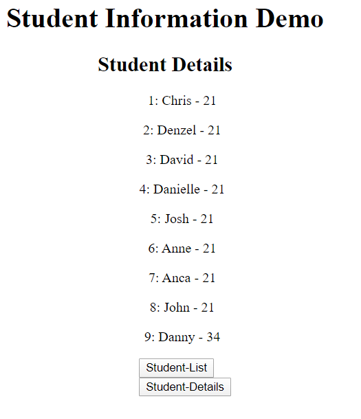 Student Information Demo
Student Details
1: Chris - 21
2: Denzel - 21
3: David - 21
4: Danielle - 21
5: Josh - 21
6: Anne - 21
7: Anca - 21
8: John - 21
9: Danny - 34
Student-List
Student-Details